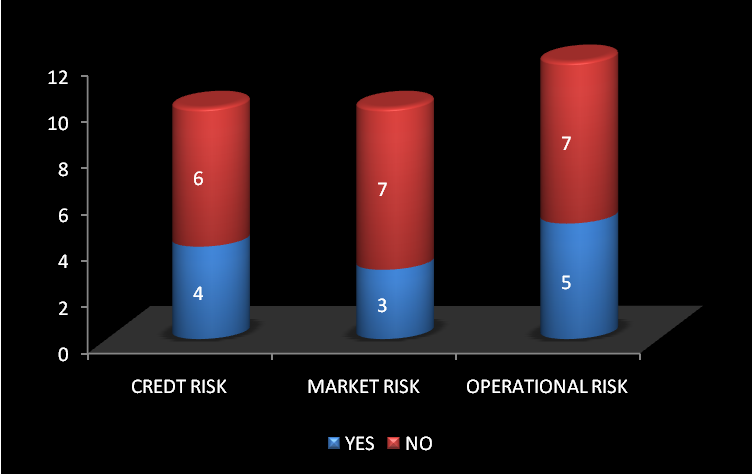 12
10
8
6
4
2
0
6
7
7
4
3
5
CREDT RISK
MARKET RISK
OPERATIONAL RISK
YES
NO